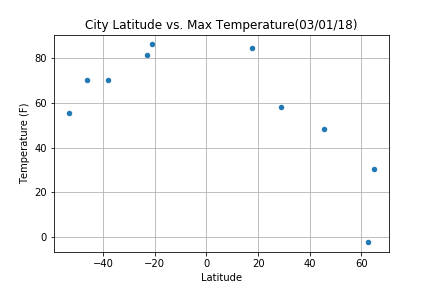 City Latitude vs. Max Temperature(03/01/18)
80
60
40
20
0
Temperature (F)
−40 −20 0 20 40 60
Latitude